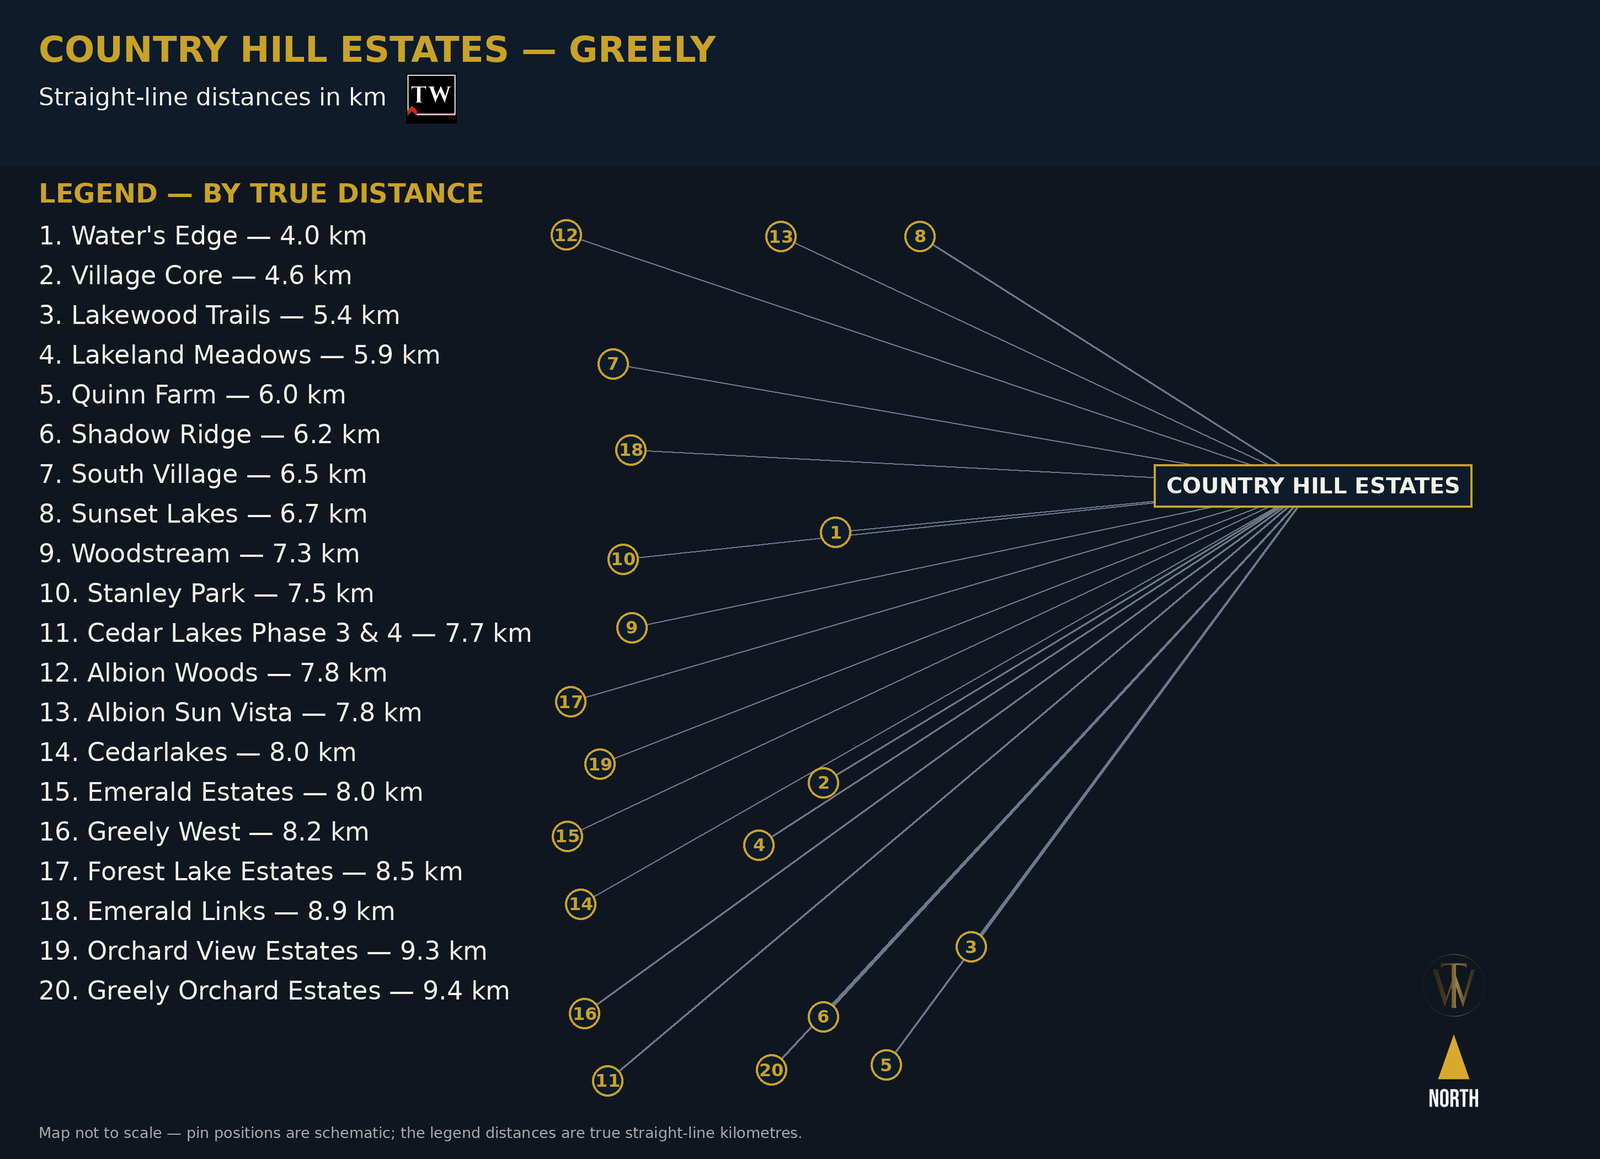 COUNTRY HILL ESTATES — GREELY
Straight-line distances in km
TW
LEGEND — BY TRUE DISTANCE
1. Water's Edge — 4.0 km
2. Village Core — 4.6 km
3. Lakewood Trails — 5.4 km
4. Lakeland Meadows — 5.9 km
5. Quinn Farm — 6.0 km
6. Shadow Ridge — 6.2 km
7. South Village — 6.5 km
8. Sunset Lakes — 6.7 km
9. Woodstream — 7.3 km
10. Stanley Park — 7.5 km
11. Cedar Lakes Phase 3 & 4 — 7.7 km
12. Albion Woods — 7.8 km
13. Albion Sun Vista — 7.8 km
14. Cedarlakes — 8.0 km
15. Emerald Estates — 8.0 km
16. Greely West — 8.2 km
17. Forest Lake Estates — 8.5 km
18. Emerald Links — 8.9 km
19. Orchard View Estates — 9.3 km
20. Greely Orchard Estates — 9.4 km
12
13
8
7
18
COUNTRY HILL ESTATES
1
10
9
17
19
2
15
4
14
3
16
6
20
5
11
TW
NORTH
Map not to scale — pin positions are schematic; the legend distances are true straight-line kilometres.